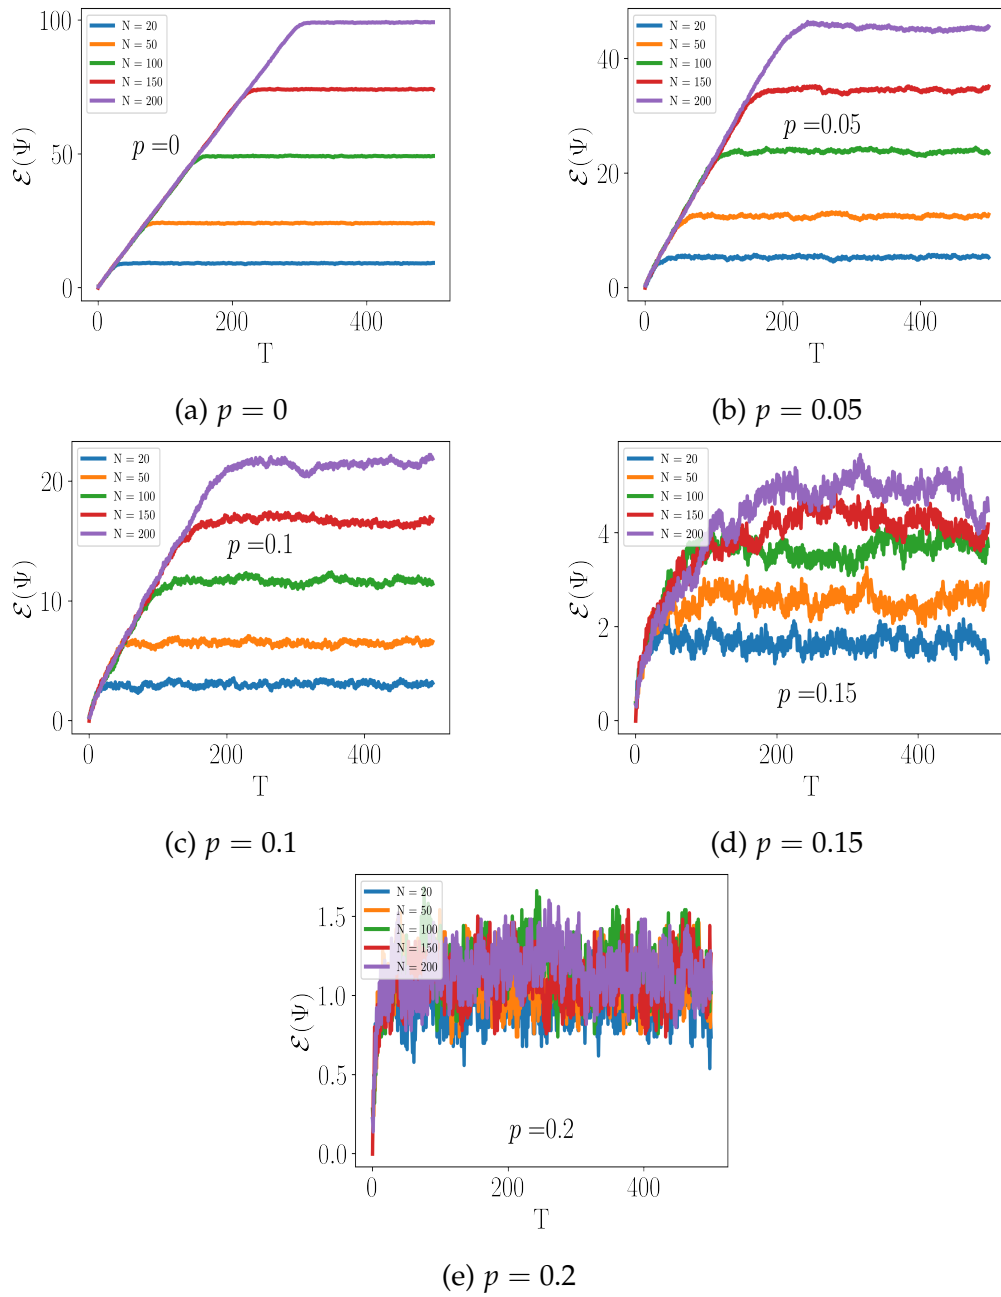 100
50
0
0
200
400
ℰ(Ψ)
T
N = 20
N = 50
N = 100
N = 150
N = 200
p =0
(a) p = 0
40
20
0
0
200
400
ℰ(Ψ)
T
N = 20
N = 50
N = 100
N = 150
N = 200
p =0.05
(b) p = 0.05
20
10
0
0
200
400
ℰ(Ψ)
T
N = 20
N = 50
N = 100
N = 150
N = 200
p =0.1
(c) p = 0.1
4
2
0
0
200
400
ℰ(Ψ)
T
N = 20
N = 50
N = 100
N = 150
N = 200
p =0.15
(d) p = 0.15
1.5
1.0
0.5
0.0
0
200
400
ℰ(Ψ)
T
N = 20
N = 50
N = 100
N = 150
N = 200
p =0.2
(e) p = 0.2